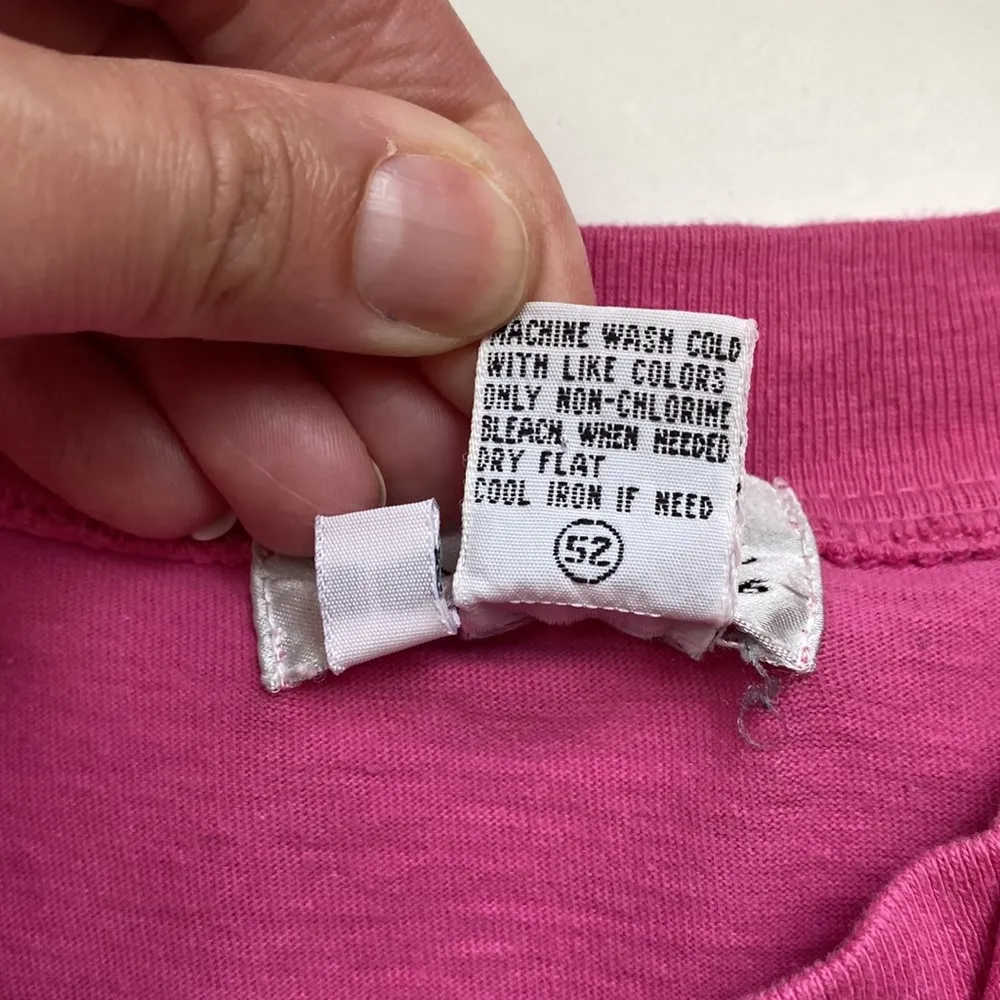 MACHINE WASH COLD
WITH LIKE COLORS
ONLY NON-CHLORINE
BLEACH, WHEN NEEDED
DRY FLAT
COOL IRON IF NEED
52